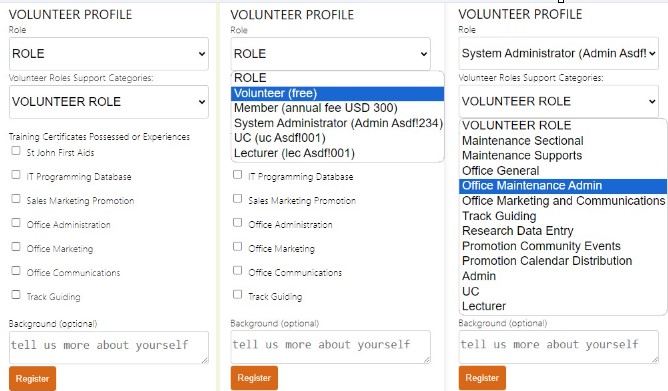 VOLUNTEER PROFILE
Role
ROLE
Volunteer Roles Support Categories:
VOLUNTEER ROLE
Training Certificates Possessed or Experiences
St John First Aids
IT Programming Database
Sales Marketing Promotion
Office Administration
Office Marketing
Office Communications
Track Guiding
Background (optional)
tell us more about yourself
Register
VOLUNTEER PROFILE
Role
ROLE
ROLE
Volunteer (free)
Member (annual fee USD 300)
System Administrator (Admin Asdf!234)
UC (uc Asdf!001)
Lecturer (lec Asdf!001)
IT Programming Database
Sales Marketing Promotion
Office Administration
Office Marketing
Office Communications
Track Guiding
Background (optional)
tell us more about yourself
Register
VOLUNTEER PROFILE
Role
System Administrator (Admin Asdf!
Volunteer Roles Support Categories:
VOLUNTEER ROLE
VOLUNTEER ROLE
Maintenance Sectional
Maintenance Supports
Office General
Office Maintenance Admin
Office Marketing and Communications
Track Guiding
Research Data Entry
Promotion Community Events
Promotion Calendar Distribution
Admin
UC
Lecturer
Background (optional)
tell us more about yourself
Register